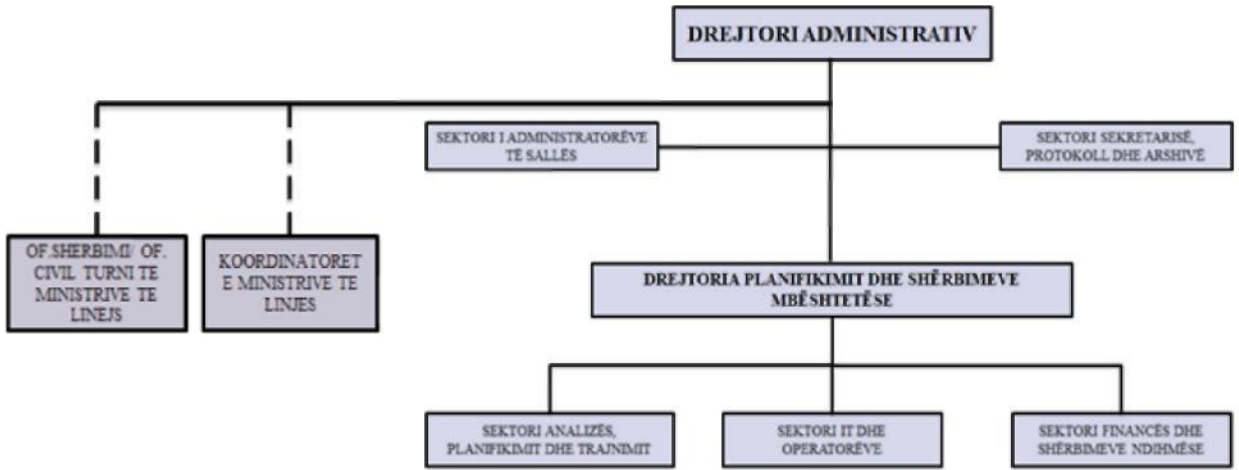 DREJTORI ADMINISTRATIV
SEKTORI I ADMINISTRATORËVE
TË SALLËS
SEKTORI SEKRETARISË,
PROTOKOLL DHE ARSHIVË
OF.SHERBIMI/ OF.
CIVIL TURNI TE
MINISTRIVE TE
LINEJS
KOORDINATORET
E MINISTRIVE TE
LINJES
DREJTORIA PLANIFIKIMIT DHE SHËRBIMEVE
MBËSHTETËSE
SEKTORI ANALIZËS,
PLANIFIKIMIT DHE TRAJNIMIT
SEKTORI IT DHE
OPERATORËVE
SEKTORI FINANCËS DHE
SHËRBIMEVE NDIHMËSE